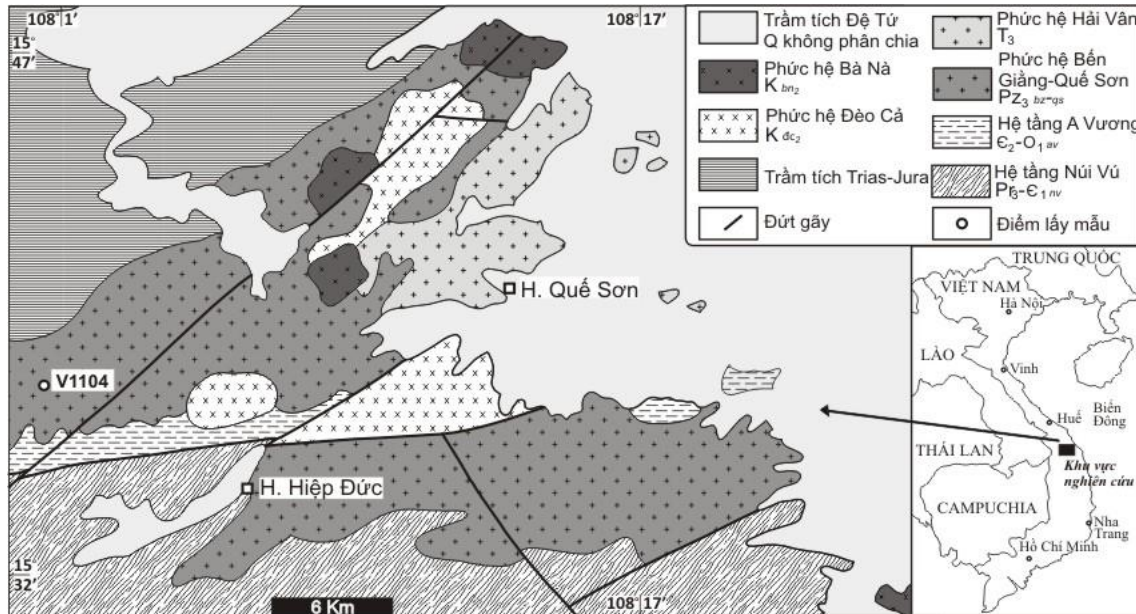 108 1'
15
47'
108° 17'
V1104
H. Quế Sơn
H. Hiệp Đức
15
32'
6 Km
108° 17'
Trầm tích Đệ Tứ
Q không phân chia
Phức hệ Bà Nà
K bn2
Phức hệ Đèo Cả
K đc2
Trầm tích Trias-Jura
Đứt gãy
Phức hệ Hải Vân
T3
Phức hệ Bến
Giằng-Quế Sơn
Pz3 bz-qs
Hệ tầng A Vương
Є2-O1 av
Hệ tầng Núi Vú
Pr3-Є1 nv
Điểm lấy mẫu
TRUNG QUỐC
VIỆT NAM
Hà Nội
LÀO
Vinh
Huế
Biển
Đông
THÁI LAN
Khu vực
nghiên cứu
CAMPUCHIA
Nha
Trang
Hồ Chí Minh